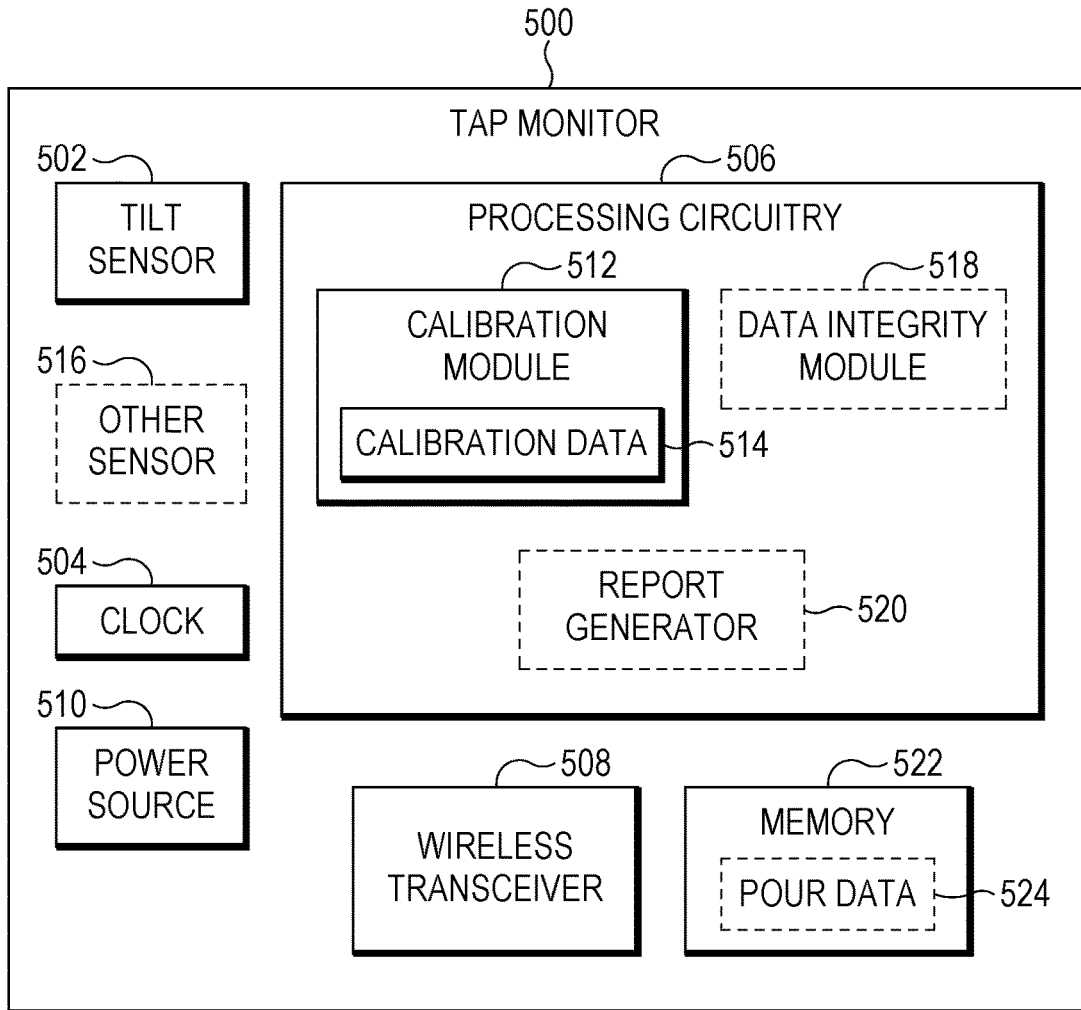 500
TAP MONITOR
502
TILT
SENSOR
516
OTHER
SENSOR
504
CLOCK
510
POWER
SOURCE
506
PROCESSING CIRCUITRY
512
CALIBRATION
MODULE
CALIBRATION DATA
514
518
DATA INTEGRITY
MODULE
REPORT
GENERATOR
520
508
WIRELESS
TRANSCEIVER
522
MEMORY
POUR DATA
524